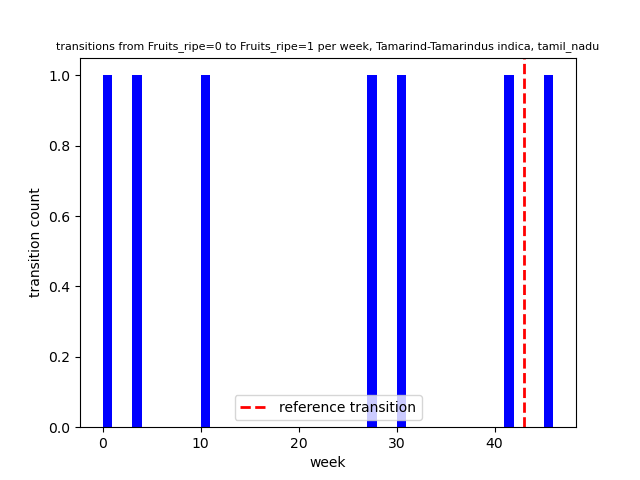 transitions from Fruits_ripe=0 to Fruits_ripe=1 per week, Tamarind-Tamarindus indica, tamil_nadu
1.0
0.8
0.6
0.4
0.2
0.0
transition count
reference transition
0 10 20 30 40
week